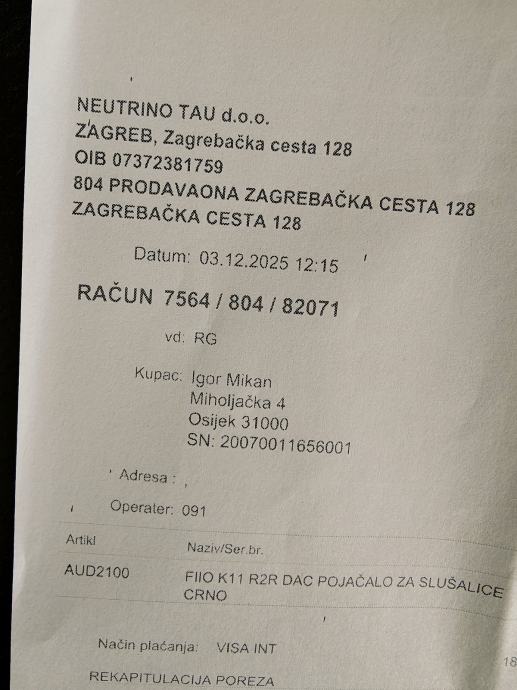 NEUTRINO TAU d.o.o.
ZAGREB, Zagrebačka cesta 128
OIB 07372381759
804 PRODAVAONA ZAGREBAČKA CESTA 128
ZAGREBAČKA CESTA 128
Datum: 03.12.2025 12:15
RAČUN 7564 / 804 / 82071
vd: RG
Kupac: Igor Mikan
Miholjačka 4
Osijek 31000
SN: 20070011656001
Adresa : ,
Operater: 091
Artikl Naziv/Ser.br.
AUD2100 FIIO K11 R2R DAC POJAČALO ZA SLUŠALICE
CRNO
Način plaćanja: VISA INT
18
REKAPITULACIJA POREZA